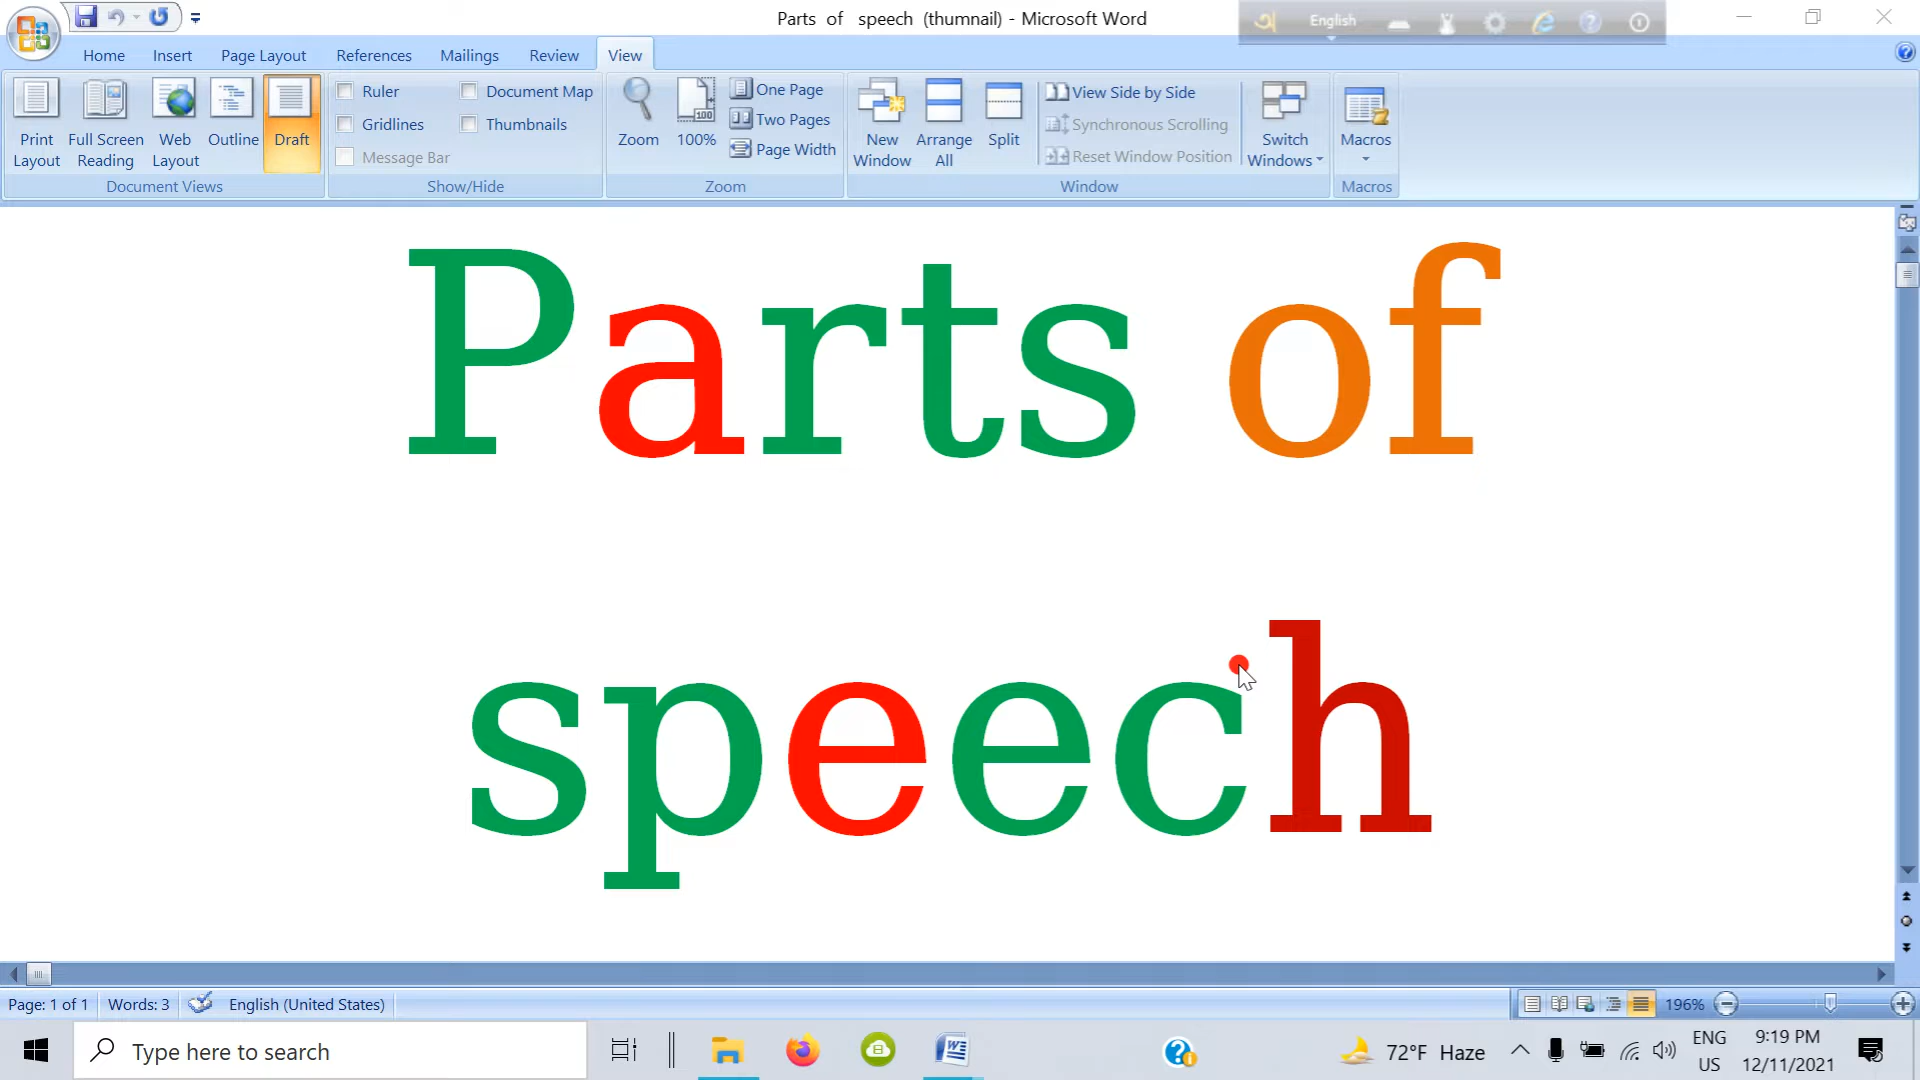 Parts of speech (thumnail) - Microsoft Word
অ English
Home Insert Page Layout References Mailings Review View
Print Layout
Full Screen Reading
Web Layout
Outline
Draft
Document Views
Ruler
Gridlines
Message Bar
Document Map
Thumbnails
Show/Hide
Zoom
100
100%
One Page
Two Pages
Page Width
Zoom
New Window
Arrange All
Split
View Side by Side
Synchronous Scrolling
Reset Window Position
Switch Windows
Window
Macros
Macros
Parts of
speech
Page: 1 of 1 Words: 3 English (United States) 196%
Type here to search
72°F Haze
ENG
US
9:19 PM
12/11/2021